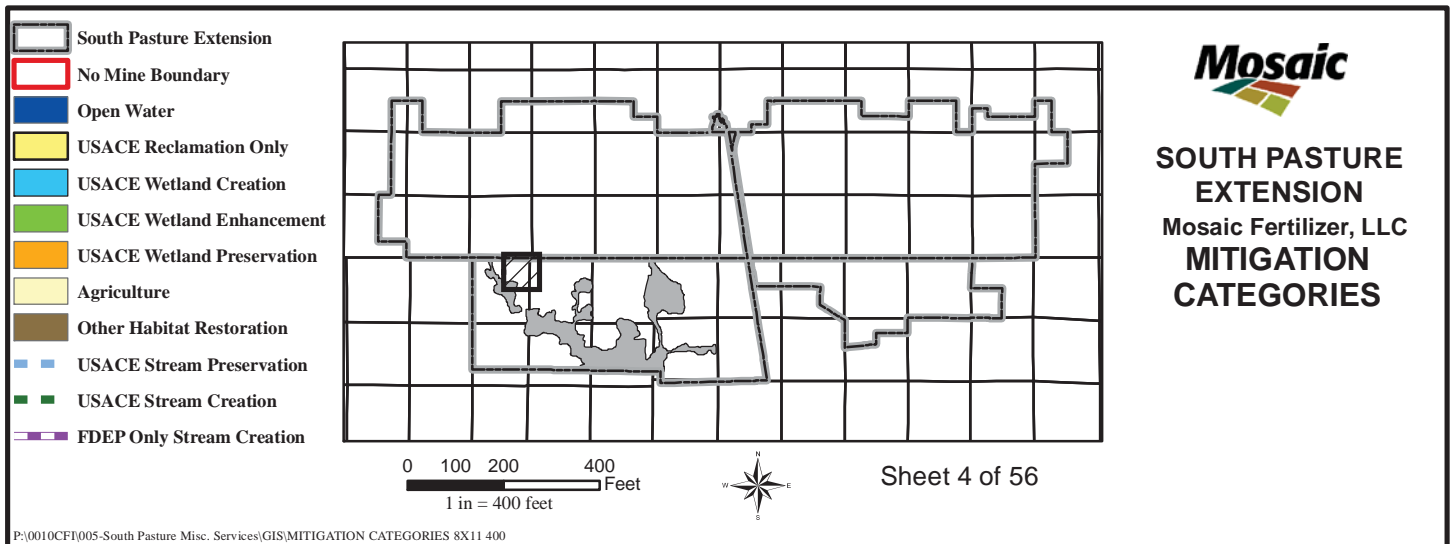 South Pasture Extension
No Mine Boundary
Open Water
USACE Reclamation Only
USACE Wetland Creation
USACE Wetland Enhancement
USACE Wetland Preservation
Agriculture
Other Habitat Restoration
USACE Stream Preservation
USACE Stream Creation
FDEP Only Stream Creation
0 100 200 400
Feet
1 in = 400 feet
N
W E
S
Sheet 4 of 56
Mosaic
SOUTH PASTURE
EXTENSION
Mosaic Fertilizer, LLC
MITIGATION
CATEGORIES
P:\0010CFI\005-South Pasture Misc. Services\GIS\MITIGATION CATEGORIES 8X11 400